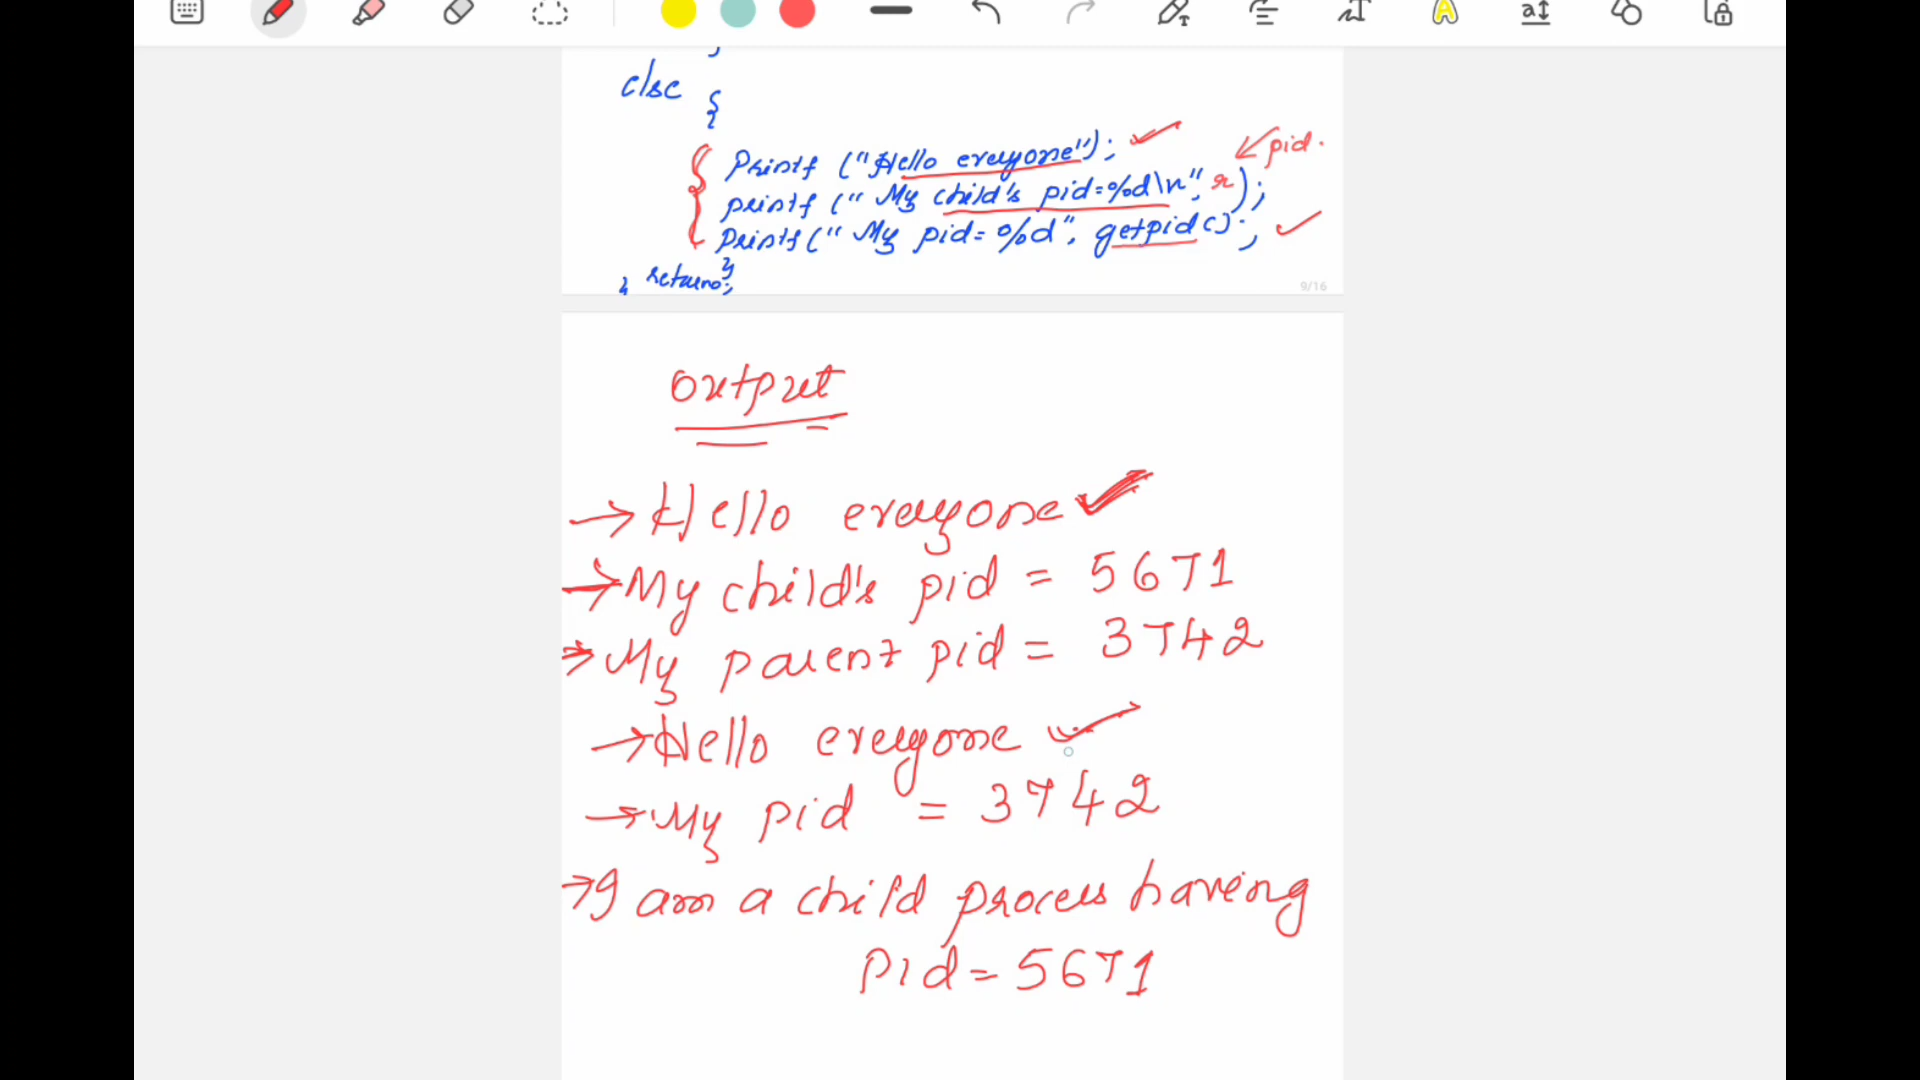 else
{
{ Printf ("Hello everyone");
pid.
printf (" My child's pid=%d\n", r);
Printf(" My pid= %d", getpid();
}
} return;
9/16
output
→ Hello everyone
→ My child's pid = 5671
→ My parent pid = 3742
→ Hello everyone
→ My pid = 3742
→ I am a child process having
Pid = 5671